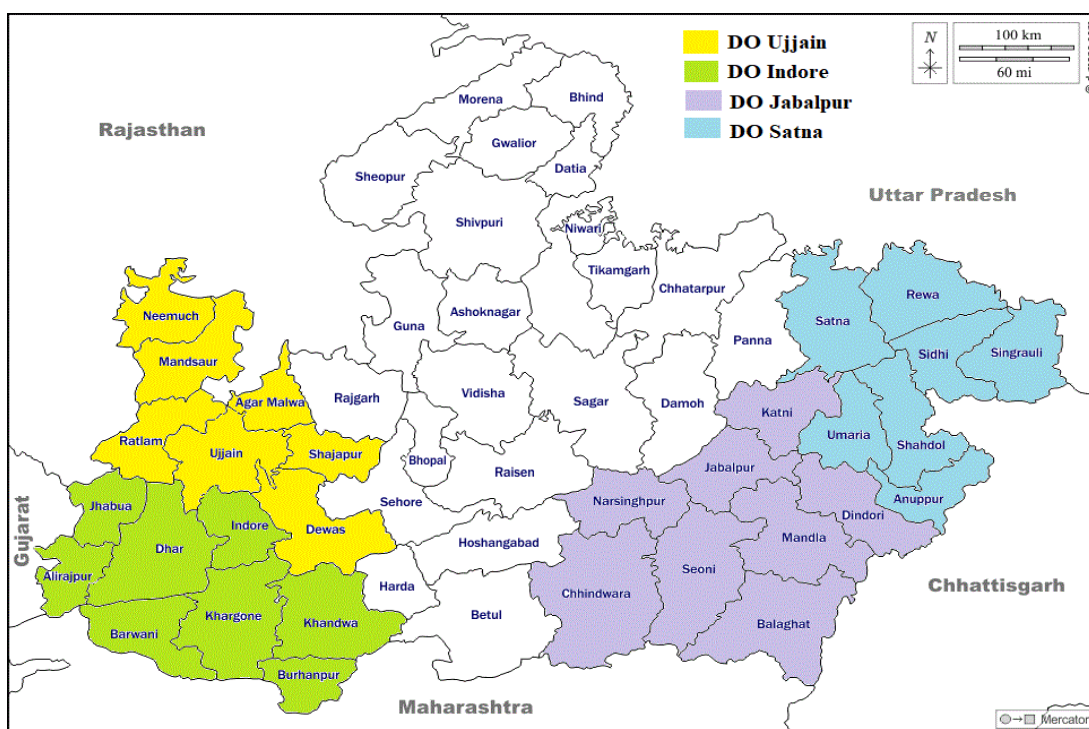 DO Ujjain
DO Indore
DO Jabalpur
DO Satna
N
100 km
60 mi
Rajasthan
Uttar Pradesh
Gujarat
Maharashtra
Chhattisgarh
Morena
Bhind
Gwalior
Datia
Sheopur
Shivpuri
Niwari
Tikamgarh
Chhatarpur
Neemuch
Mandsaur
Guna
Ashoknagar
Panna
Satna
Rewa
Sidhi
Singrauli
Agar Malwa
Rajgarh
Vidisha
Sagar
Damoh
Katni
Umaria
Shahdol
Ratlam
Ujjain
Shajapur
Bhopal
Raisen
Jabalpur
Anuppur
Jhabua
Indore
Dewas
Sehore
Narsinghpur
Dindori
Alirajpur
Dhar
Hoshangabad
Mandla
Harda
Seoni
Chhindwara
Barwani
Khargone
Khandwa
Betul
Balaghat
Burhanpur
Mercator